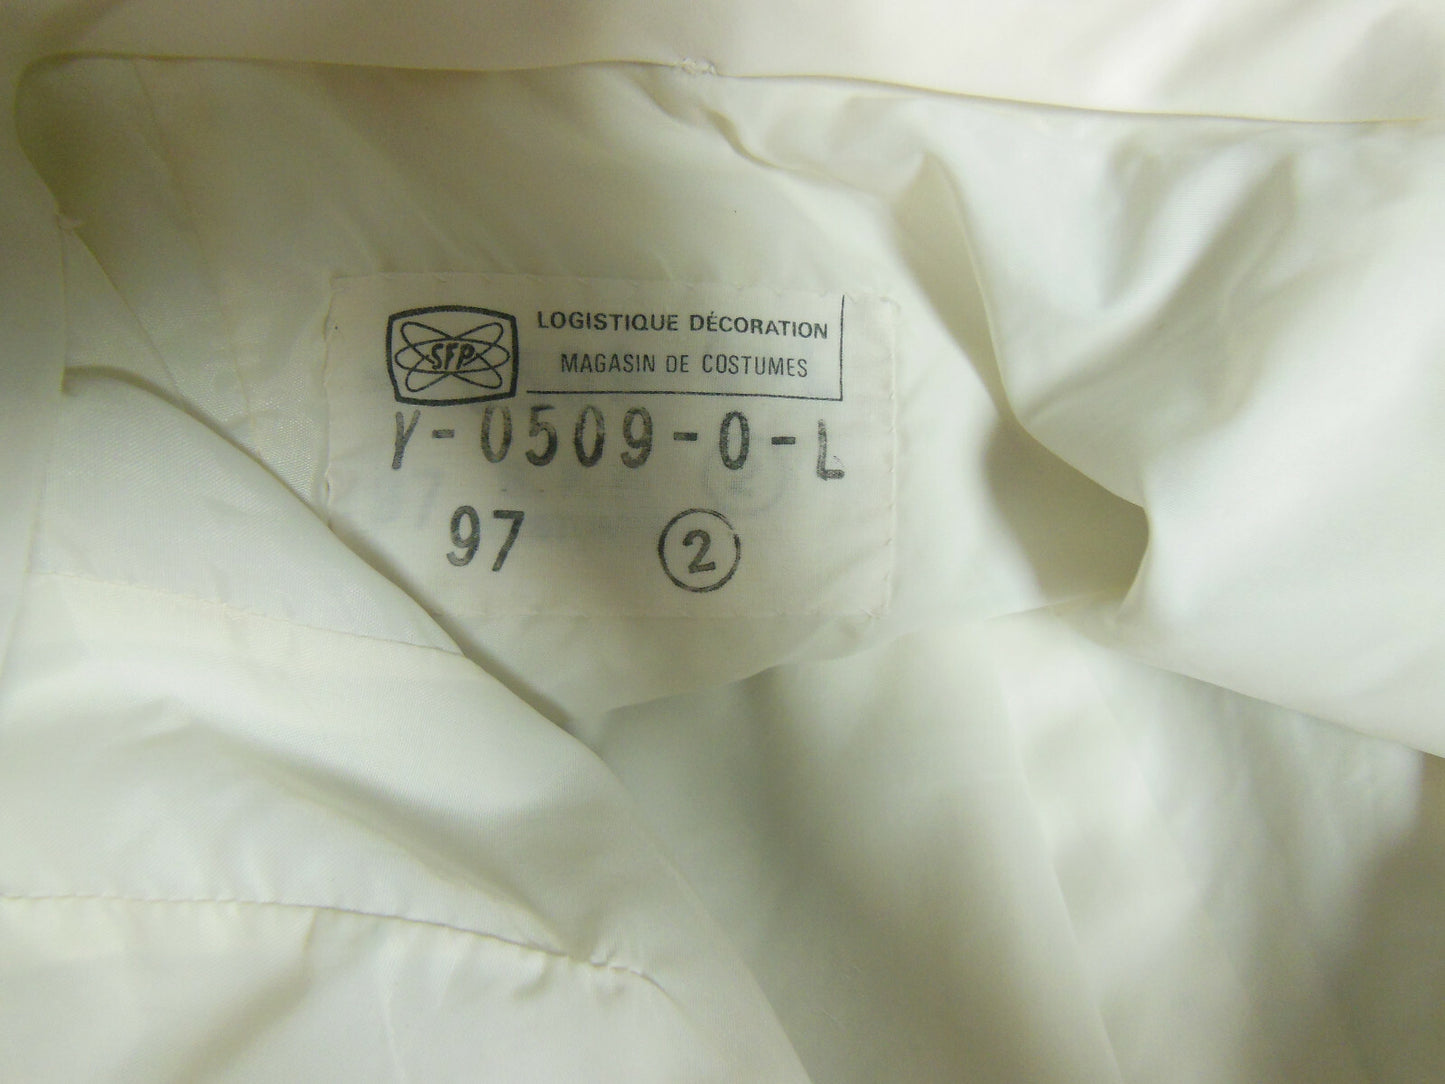 SFP
LOGISTIQUE DÉCORATION
MAGASIN DE COSTUMES
Y-0509-0-L
97 2